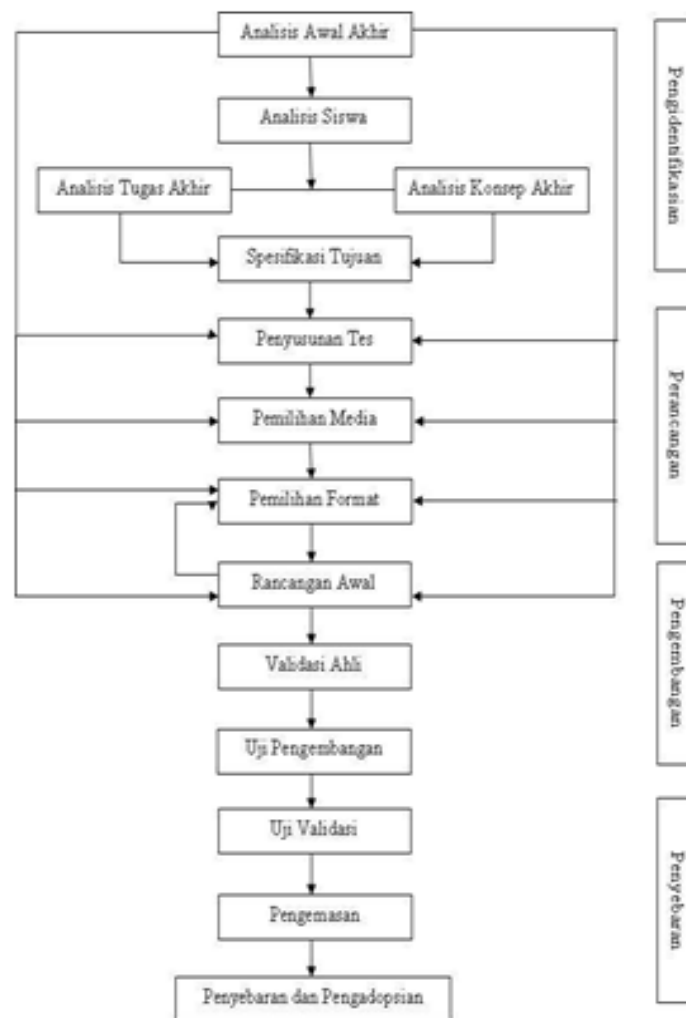 Analisis Awal Akhir
Analisis Siswa
Analisis Tugas Akhir
Analisis Konsep Akhir
Spesifikasi Tujuan
Penyusunan Tes
Pemilihan Media
Pemilihan Format
Rancangan Awal
Validasi Ahli
Uji Pengembangan
Uji Validasi
Pengemasan
Penyebaran dan Pengadopsian
Pengidentifikasian
Perancangan
Pengembangan
Penyebaran